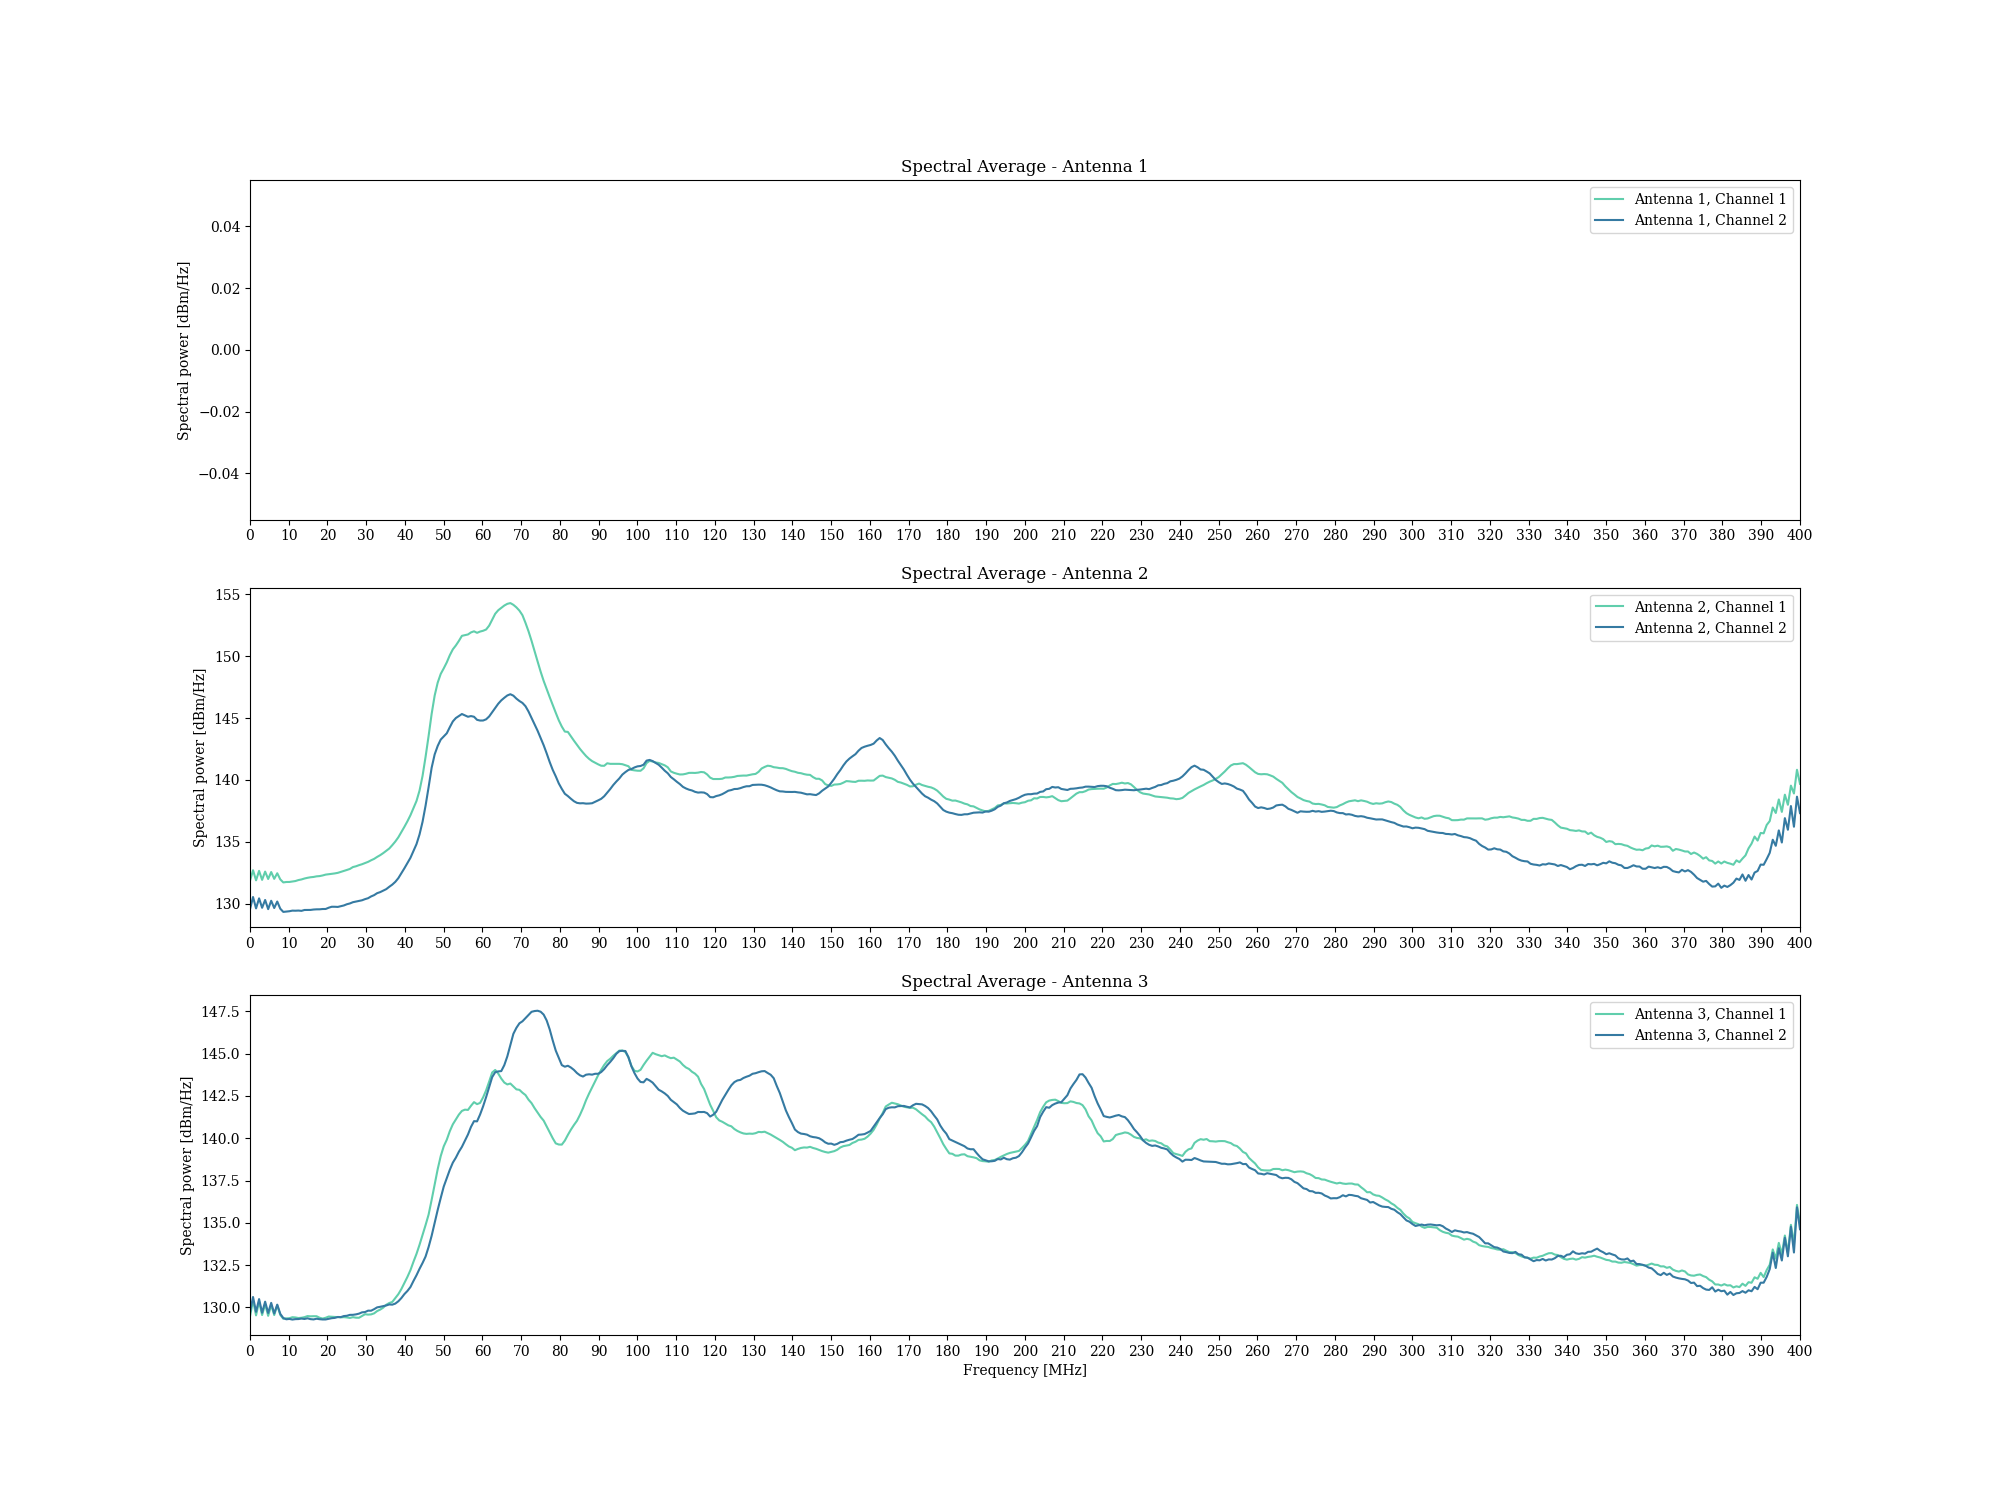 Spectral Average - Antenna 1
Antenna 1, Channel 1
Antenna 1, Channel 2
Spectral power [dBm/Hz]
0.04
0.02
0.00
−0.02
−0.04
0 10 20 30 40 50 60 70 80 90 100 110 120 130 140 150 160 170 180 190 200 210 220 230 240 250 260 270 280 290 300 310 320 330 340 350 360 370 380 390 400
Spectral Average - Antenna 2
Antenna 2, Channel 1
Antenna 2, Channel 2
Spectral power [dBm/Hz]
155
150
145
140
135
130
0 10 20 30 40 50 60 70 80 90 100 110 120 130 140 150 160 170 180 190 200 210 220 230 240 250 260 270 280 290 300 310 320 330 340 350 360 370 380 390 400
Spectral Average - Antenna 3
Antenna 3, Channel 1
Antenna 3, Channel 2
Spectral power [dBm/Hz]
147.5
145.0
142.5
140.0
137.5
135.0
132.5
130.0
0 10 20 30 40 50 60 70 80 90 100 110 120 130 140 150 160 170 180 190 200 210 220 230 240 250 260 270 280 290 300 310 320 330 340 350 360 370 380 390 400
Frequency [MHz]